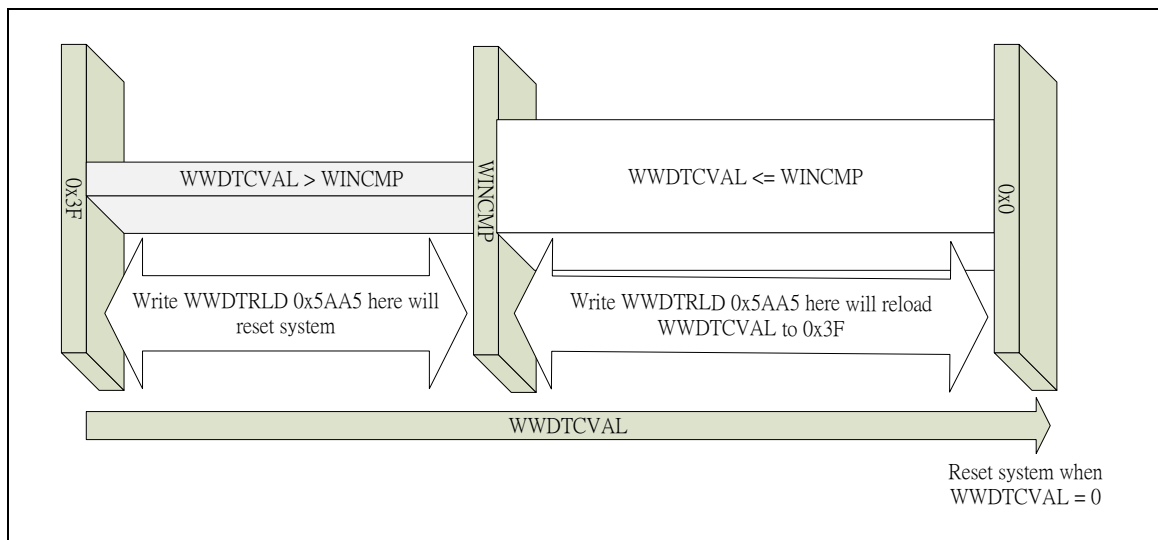 0x3F
WWDTCVAL > WINCMP
WINCMP
WWDTCVAL <= WINCMP
0x0
Write WWDTRLD 0x5AA5 here will
reset system
Write WWDTRLD 0x5AA5 here will reload
WWDTCVAL to 0x3F
WWDTCVAL
Reset system when
WWDTCVAL = 0